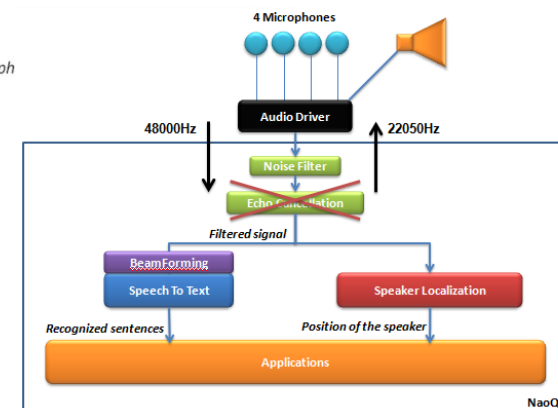 4 Microphones
ph
Audio Driver
48000Hz
22050Hz
Noise Filter
Echo Cancellation
Filtered signal
BeamForming
Speech To Text
Speaker Localization
Recognized sentences
Position of the speaker
Applications
NaoQ